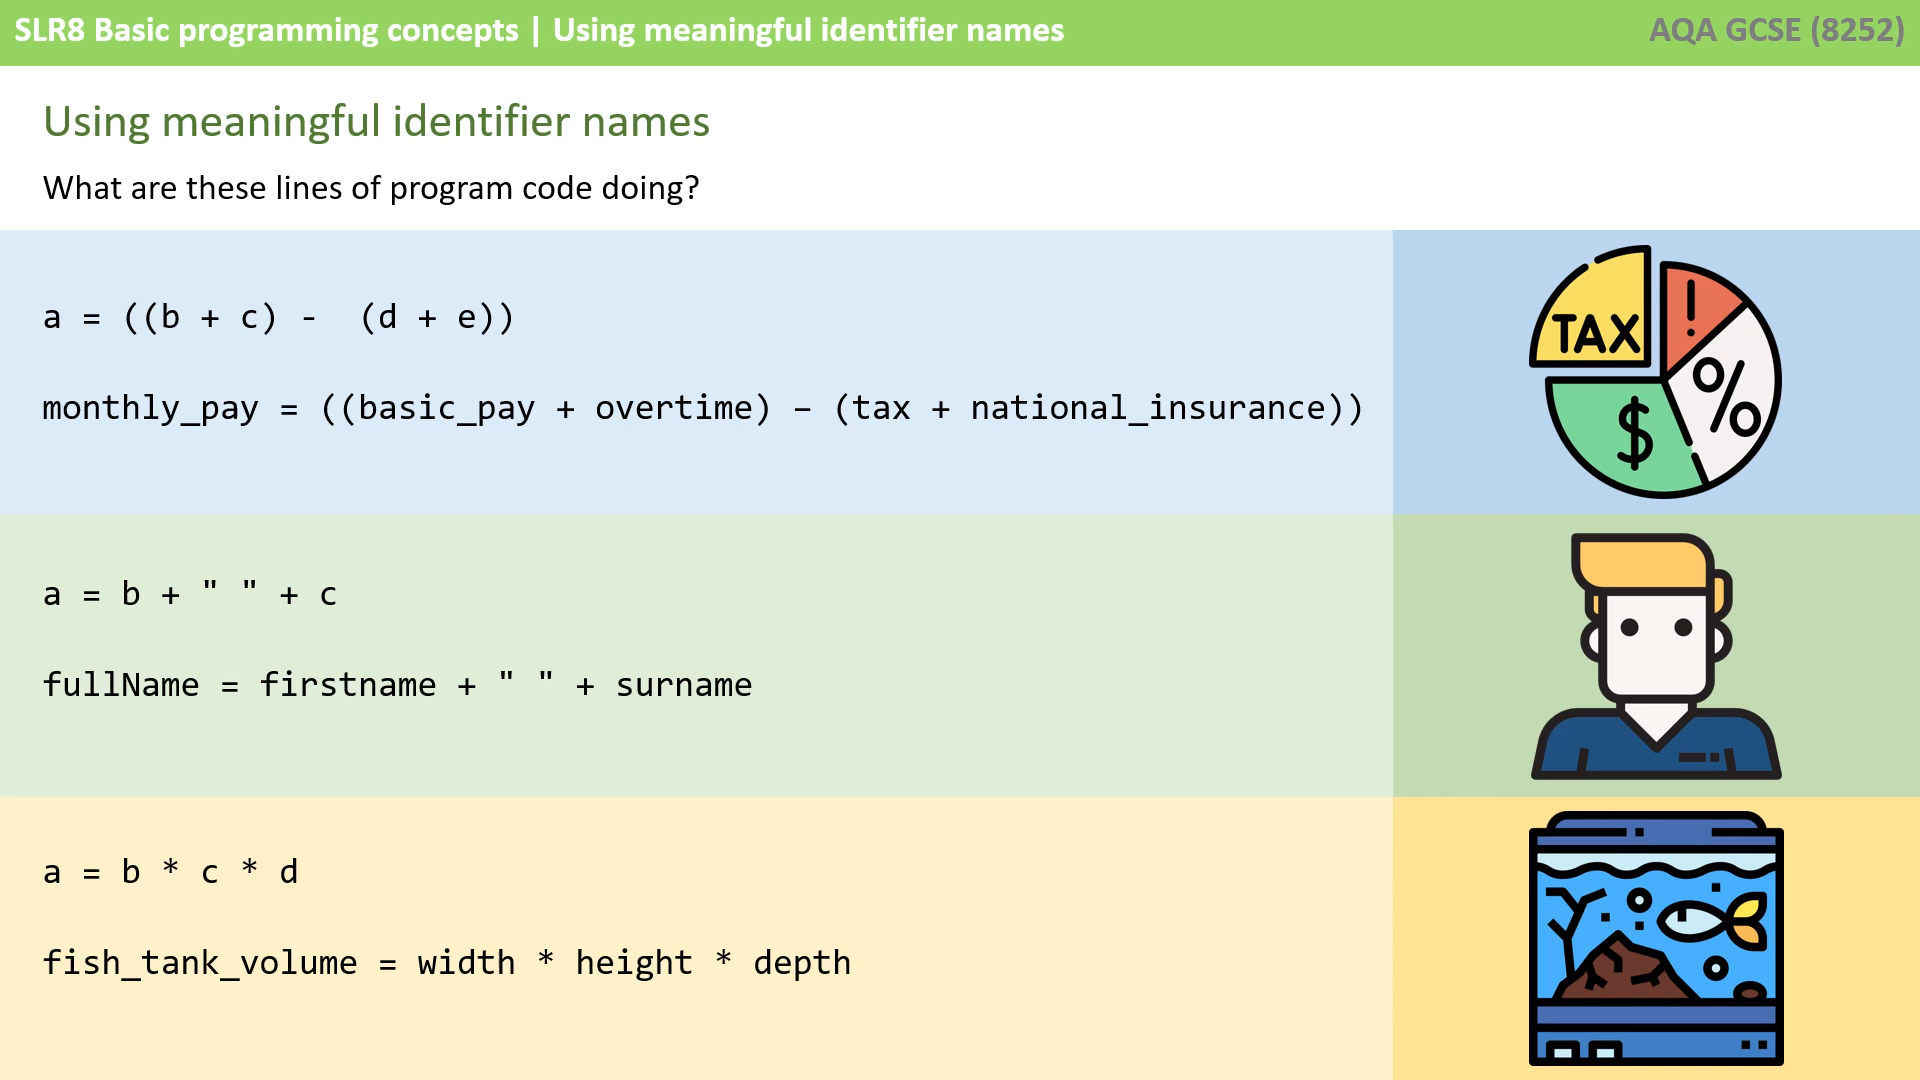 SLR8 Basic programming concepts | Using meaningful identifier names
AQA GCSE (8252)
Using meaningful identifier names
What are these lines of program code doing?
a = ((b + c) -  (d + e))
monthly_pay = ((basic_pay + overtime) – (tax + national_insurance))
TAX
!
%
$
a = b + " " + c
fullName = firstname + " " + surname
a = b * c * d
fish_tank_volume = width * height * depth